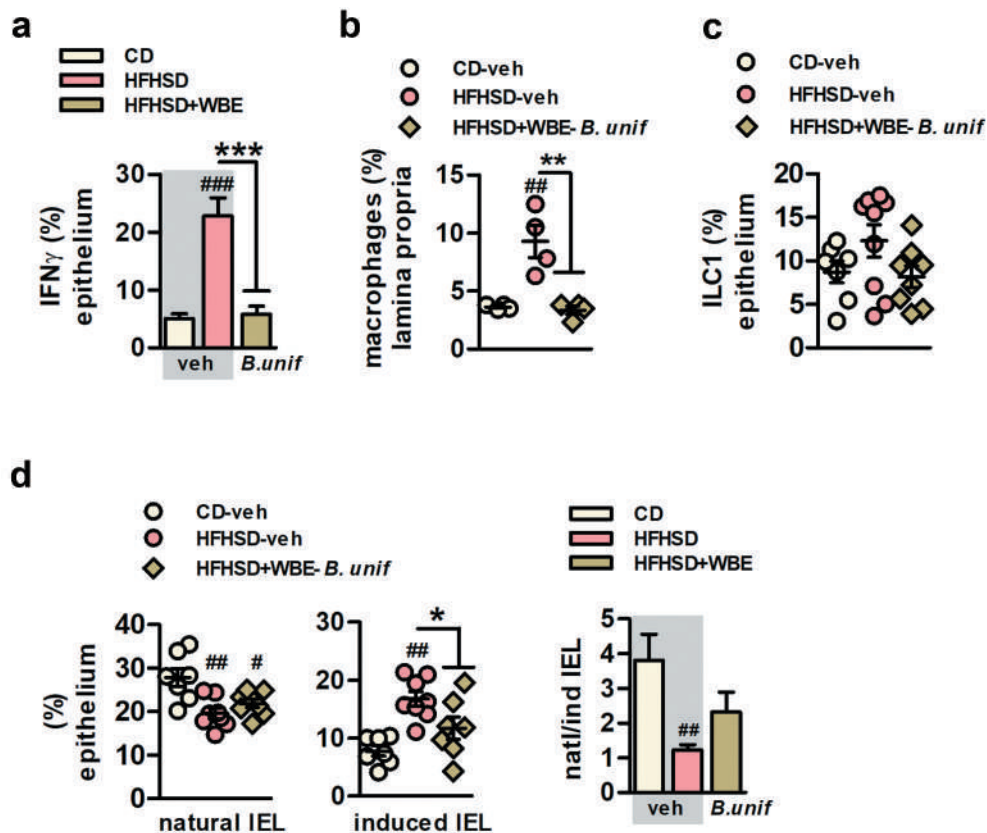 a
CD
HFHSD
HFHSD+WBE
***
###
IFNγ (%)
epithelium
30
20
10
0
veh
B.unif
b
CD-veh
HFHSD-veh
HFHSD+WBE- B. unif
**
##
macrophages (%)
lamina propria
15
10
5
0
c
CD-veh
HFHSD-veh
HFHSD+WBE- B. unif
ILC1 (%)
epithelium
20
15
10
5
0
d
CD-veh
HFHSD-veh
HFHSD+WBE- B. unif
(%)
epithelium
40
30
20
10
0
##
#
natural IEL
30
20
10
0
##
*
induced IEL
CD
HFHSD
HFHSD+WBE
natl/ind IEL
5
4
3
2
1
0
##
veh
B.unif